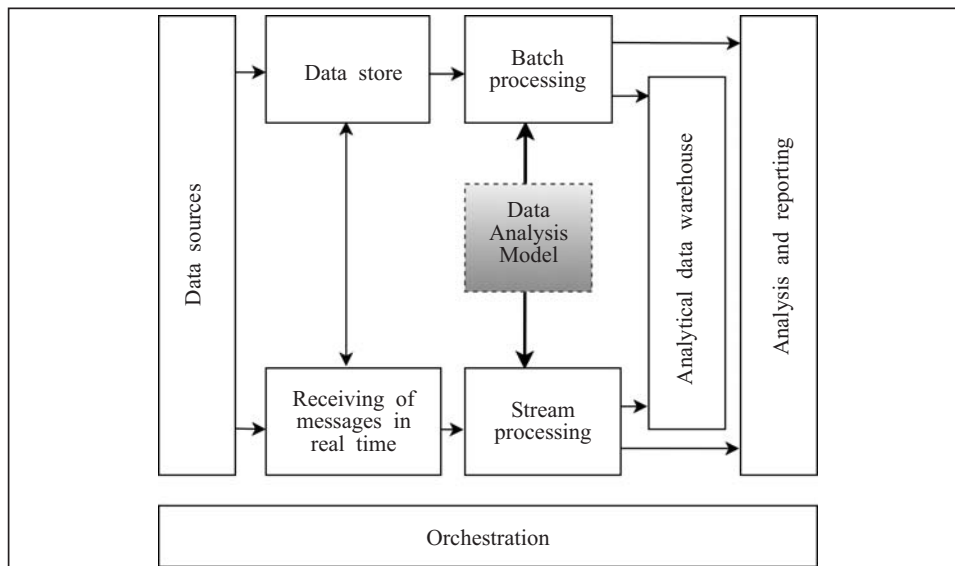 Data sources
Data store
Batch
processing
Data
Analysis
Model
Receiving of
messages in
real time
Stream
processing
Analytical data warehouse
Analysis and reporting
Orchestration